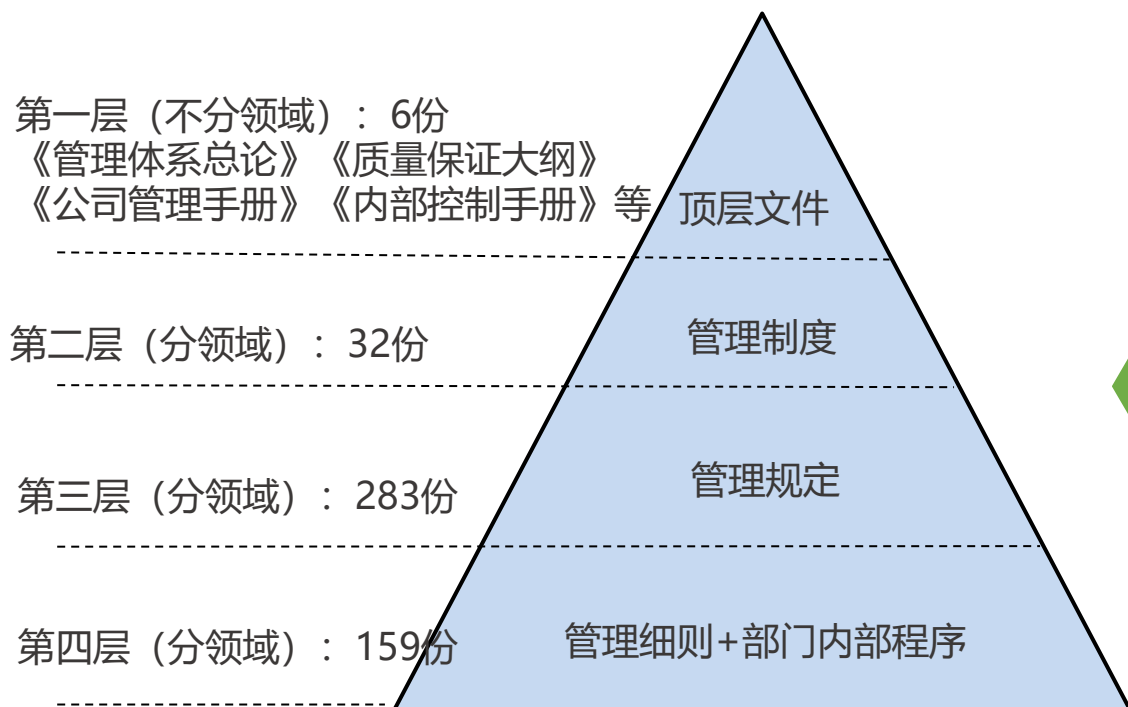 第一层（不分领域）：6份
《管理体系总论》《质量保证大纲》
《公司管理手册》《内部控制手册》等
顶层文件
第二层（分领域）：32份
管理制度
第三层（分领域）：283份
管理规定
第四层（分领域）：159份
管理细则+部门内部程序